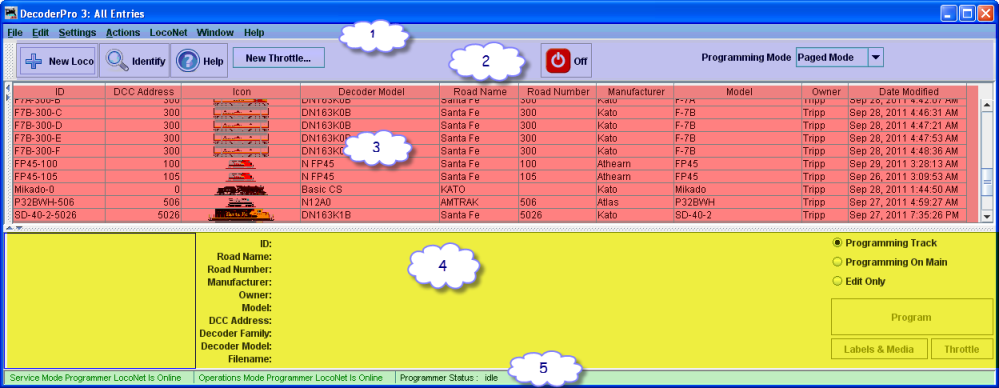 DecoderPro 3: All Entries
File Edit Settings Actions LocoNet Window Help
1
New Loco Identify Help New Throttle... 2 Off Programming Mode Paged Mode
ID DCC Address Icon Decoder Model Road Name Road Number Manufacturer Model Owner Date Modified
F7A-300-B 300 DN163K0B Santa Fe 300 Kato F-7A Tripp Sep 28, 2011 4:42:07 AM
F7B-300-C 300 DN163K0B Santa Fe 300 Kato F-7B Tripp Sep 28, 2011 4:46:31 AM
F7B-300-D 300 DN163K0B Santa Fe 300 Kato F-7B Tripp Sep 28, 2011 4:47:21 AM
F7B-300-E 300 DN163K0B Santa Fe 300 Kato F-7B Tripp Sep 28, 2011 4:47:53 AM
F7B-300-F 300 DN163K0 Santa Fe 300 Kato F-7B Tripp Sep 28, 2011 4:48:36 AM
3
FP45-100 100 N FP45 Santa Fe 100 Athearn FP45 Tripp Sep 29, 2011 3:28:13 AM
FP45-105 105 N FP45 Santa Fe 105 Athearn FP45 Tripp Sep 26, 2011 3:09:53 AM
Mikado-0 0 Basic CS KATO Kato Mikado Tripp Sep 28, 2011 1:44:50 AM
P32BWH-506 506 N12A0 AMTRAK 506 Atlas P32BWH Tripp Sep 27, 2011 4:59:27 AM
SD-40-2-5026 5026 DN163K1B Santa Fe 5026 Kato SD-40-2 Tripp Sep 27, 2011 7:35:26 PM
ID:
Road Name:
Road Number:
Manufacturer:
Owner:
Model:
DCC Address:
Decoder Family:
Decoder Model:
Filename:
4
Programming Track
Programming On Main
Edit Only
Program
Labels & Media Throttle
5
Service Mode Programmer LocoNet Is Online Operations Mode Programmer LocoNet Is Online Programmer Status : idle